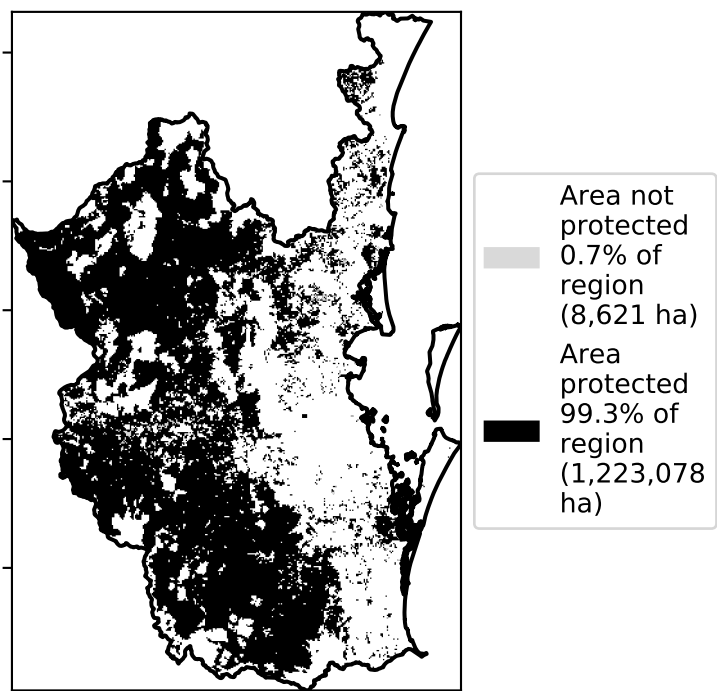 Area not
protected
0.7% of
region
(8,621 ha)
Area
protected
99.3% of
region
(1,223,078
ha)